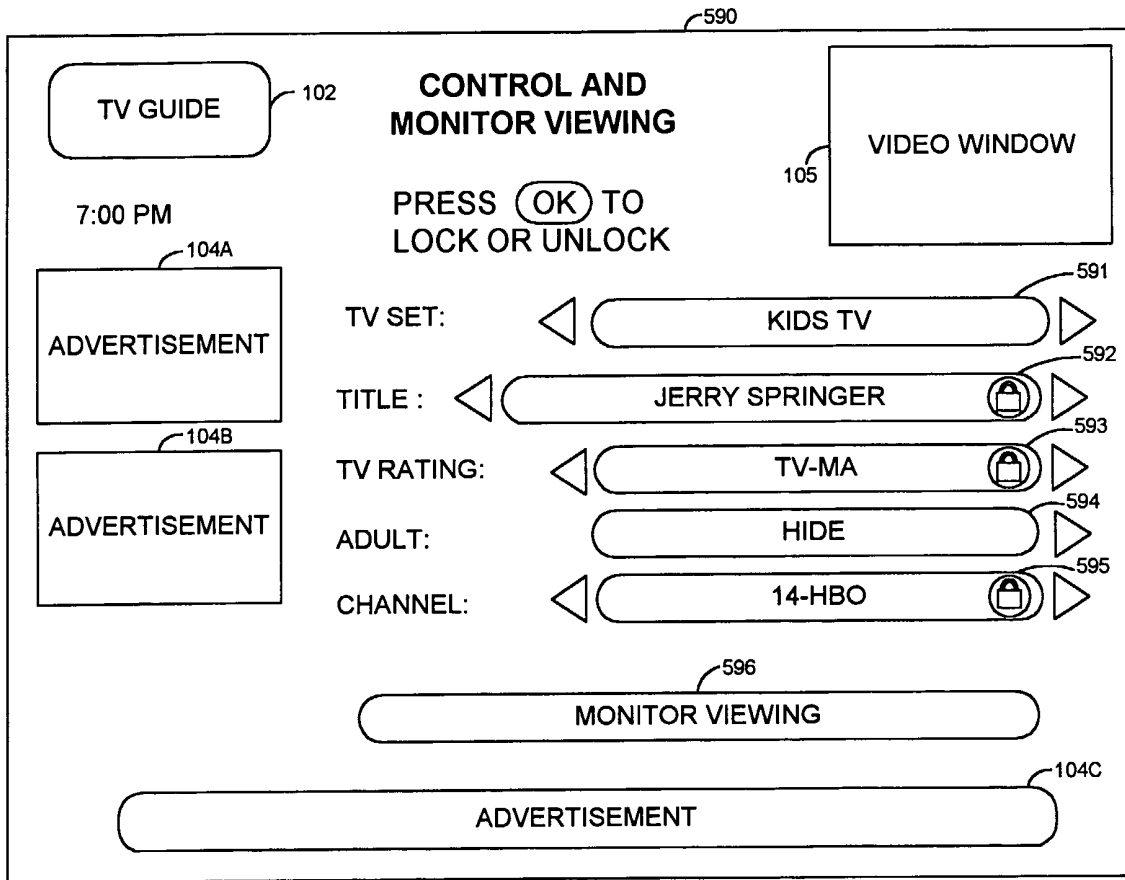 590
TV GUIDE
102
CONTROL AND
MONITOR VIEWING
VIDEO WINDOW
105
7:00 PM
PRESS OK TO
LOCK OR UNLOCK
104A
ADVERTISEMENT
104B
ADVERTISEMENT
591
TV SET:
KIDS TV
592
TITLE :
JERRY SPRINGER
593
TV RATING:
TV-MA
594
ADULT:
HIDE
595
CHANNEL:
14-HBO
596
MONITOR VIEWING
104C
ADVERTISEMENT